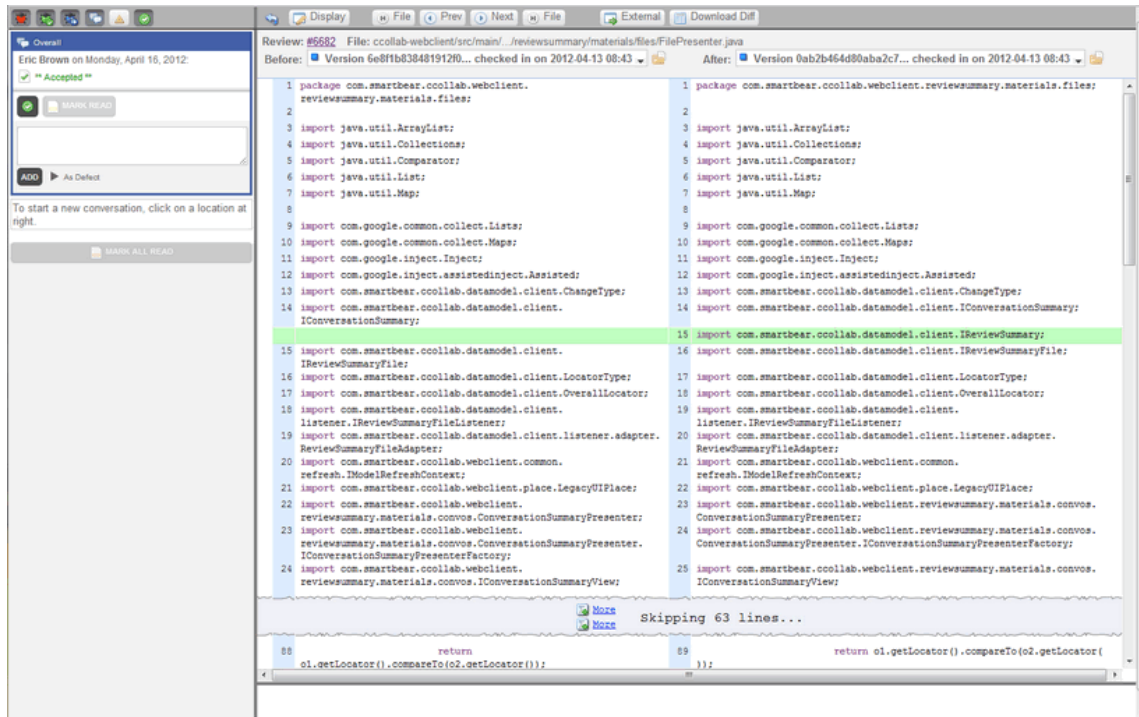 Display File Prev Next File External Download Diff
Overall
Eric Brown on Monday, April 16, 2012:
** Accepted **
MARK READ
ADD As Defect
To start a new conversation, click on a location at
right.
MARK ALL READ
Review: #6682 File: ccollab-webclient/src/main/.../reviewsummary/materials/files/FilePresenter.java
Before: Version 6e8f1b838481912f0... checked in on 2012-04-13 08:43
After: Version 0ab2b464d80aba2c7... checked in on 2012-04-13 08:43
1 package com.smartbear.ccollab.webclient.
reviewsummary.materials.files;
2
3 import java.util.ArrayList;
4 import java.util.Collections;
5 import java.util.Comparator;
6 import java.util.List;
7 import java.util.Map;
8
9 import com.google.common.collect.Lists;
10 import com.google.common.collect.Maps;
11 import com.google.inject.Inject;
12 import com.google.inject.assistedinject.Assisted;
13 import com.smartbear.ccollab.datamodel.client.ChangeType;
14 import com.smartbear.ccollab.datamodel.client.
IConversationSummary;
15 import com.smartbear.ccollab.datamodel.client.
IReviewSummaryFile;
16 import com.smartbear.ccollab.datamodel.client.LocatorType;
17 import com.smartbear.ccollab.datamodel.client.OverallLocator;
18 import com.smartbear.ccollab.datamodel.client.
listener.IReviewSummaryFileListener;
19 import com.smartbear.ccollab.datamodel.client.listener.adapter.
ReviewSummaryFileAdapter;
20 import com.smartbear.ccollab.webclient.common.
refresh.IModelRefreshContext;
21 import com.smartbear.ccollab.webclient.place.LegacyUIPlace;
22 import com.smartbear.ccollab.webclient.
reviewsummary.materials.convos.ConversationSummaryPresenter;
23 import com.smartbear.ccollab.webclient.
reviewsummary.materials.convos.ConversationSummaryPresenter.
IConversationSummaryPresenterFactory;
24 import com.smartbear.ccollab.webclient.
reviewsummary.materials.convos.IConversationSummaryView;
1 package com.smartbear.ccollab.webclient.reviewsummary.materials.files;
2
3 import java.util.ArrayList;
4 import java.util.Collections;
5 import java.util.Comparator;
6 import java.util.List;
7 import java.util.Map;
8
9 import com.google.common.collect.Lists;
10 import com.google.common.collect.Maps;
11 import com.google.inject.Inject;
12 import com.google.inject.assistedinject.Assisted;
13 import com.smartbear.ccollab.datamodel.client.ChangeType;
14 import com.smartbear.ccollab.datamodel.client.IConversationSummary;
15 import com.smartbear.ccollab.datamodel.client.IReviewSummary;
16 import com.smartbear.ccollab.datamodel.client.IReviewSummaryFile;
17 import com.smartbear.ccollab.datamodel.client.LocatorType;
18 import com.smartbear.ccollab.datamodel.client.OverallLocator;
19 import com.smartbear.ccollab.datamodel.client.
listener.IReviewSummaryFileListener;
20 import com.smartbear.ccollab.datamodel.client.listener.adapter.
ReviewSummaryFileAdapter;
21 import com.smartbear.ccollab.webclient.common.
refresh.IModelRefreshContext;
22 import com.smartbear.ccollab.webclient.place.LegacyUIPlace;
23 import com.smartbear.ccollab.webclient.reviewsummary.materials.convos.
ConversationSummaryPresenter;
24 import com.smartbear.ccollab.webclient.reviewsummary.materials.convos.
ConversationSummaryPresenter.IConversationSummaryPresenterFactory;
25 import com.smartbear.ccollab.webclient.reviewsummary.materials.convos.
IConversationSummaryView;
More
More
Skipping 63 lines...
88 return
o1.getLocator().compareTo(o2.getLocator());
89 return o1.getLocator().compareTo(o2.getLocator(
));